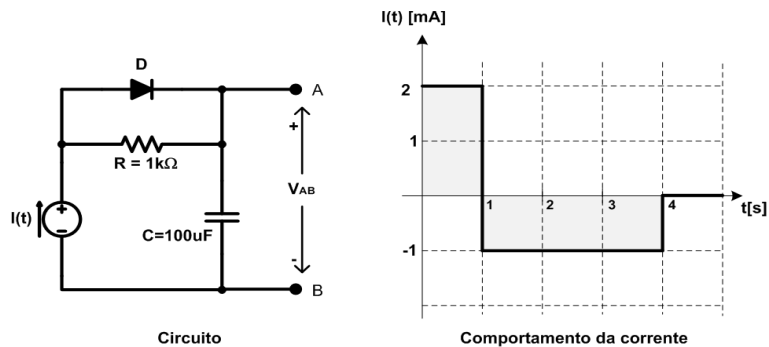 D
A
+
R = 1kΩ
VAB
I(t)
+
−
C=100uF
-
B
Circuito
I(t) [mA]
2
1
1
2
3
4
t[s]
-1
Comportamento da corrente